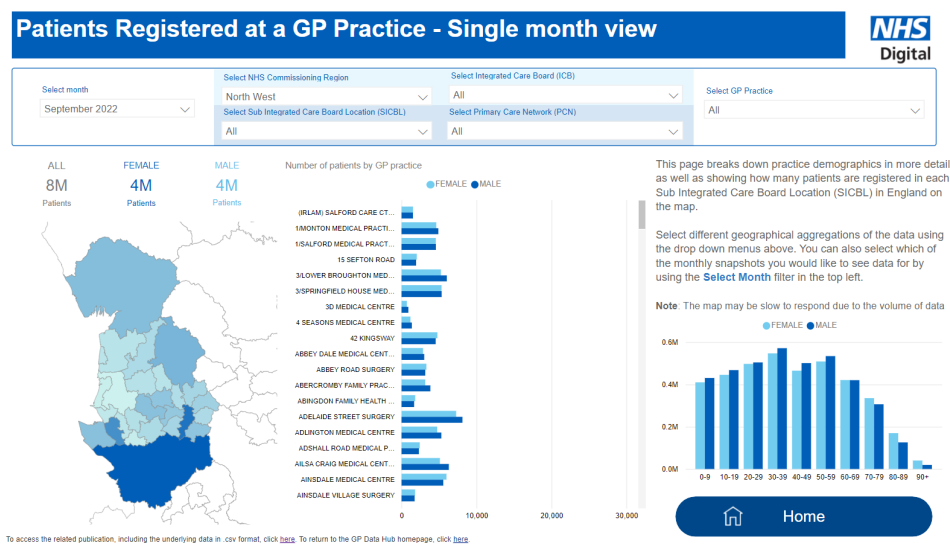 Patients Registered at a GP Practice - Single month view
NHS
Digital
Select month
September 2022
Select NHS Commissioning Region
North West
Select Integrated Care Board (ICB)
All
Select Sub Integrated Care Board Location (SICBL)
All
Select Primary Care Network (PCN)
All
Select GP Practice
All
ALL
8M
Patients
FEMALE
4M
Patients
MALE
4M
Patients
Number of patients by GP practice
FEMALE MALE
(IRLAM) SALFORD CARE CT...
1/MONTON MEDICAL PRACTI...
1/SALFORD MEDICAL PRACT...
15 SEFTON ROAD
3/LOWER BROUGHTON MED...
3/SPRINGFIELD HOUSE MED...
3D MEDICAL CENTRE
4 SEASONS MEDICAL CENTRE
42 KINGSWAY
ABBEY DALE MEDICAL CENT...
ABBEY ROAD SURGERY
ABERCROMBY FAMILY PRAC...
ABINGDON FAMILY HEALTH ...
ADELAIDE STREET SURGERY
ADLINGTON MEDICAL CENTRE
ADSHALL ROAD MEDICAL P...
AILSA CRAIG MEDICAL CENT...
AINSDALE MEDICAL CENTRE
AINSDALE VILLAGE SURGERY
0 10,000 20,000 30,000
This page breaks down practice demographics in more detail
as well as showing how many patients are registered in each
Sub Integrated Care Board Location (SICBL) in England on
the map.
Select different geographical aggregations of the data using
the drop down menus above. You can also select which of
the monthly snapshots you would like to see data for by
using the Select Month filter in the top left.
Note: The map may be slow to respond due to the volume of data
FEMALE MALE
0.6M
0.4M
0.2M
0.0M
0-9 10-19 20-29 30-39 40-49 50-59 60-69 70-79 80-89 90+
Home
To access the related publication, including the underlying data in .csv format, click here. To return to the GP Data Hub homepage, click here.